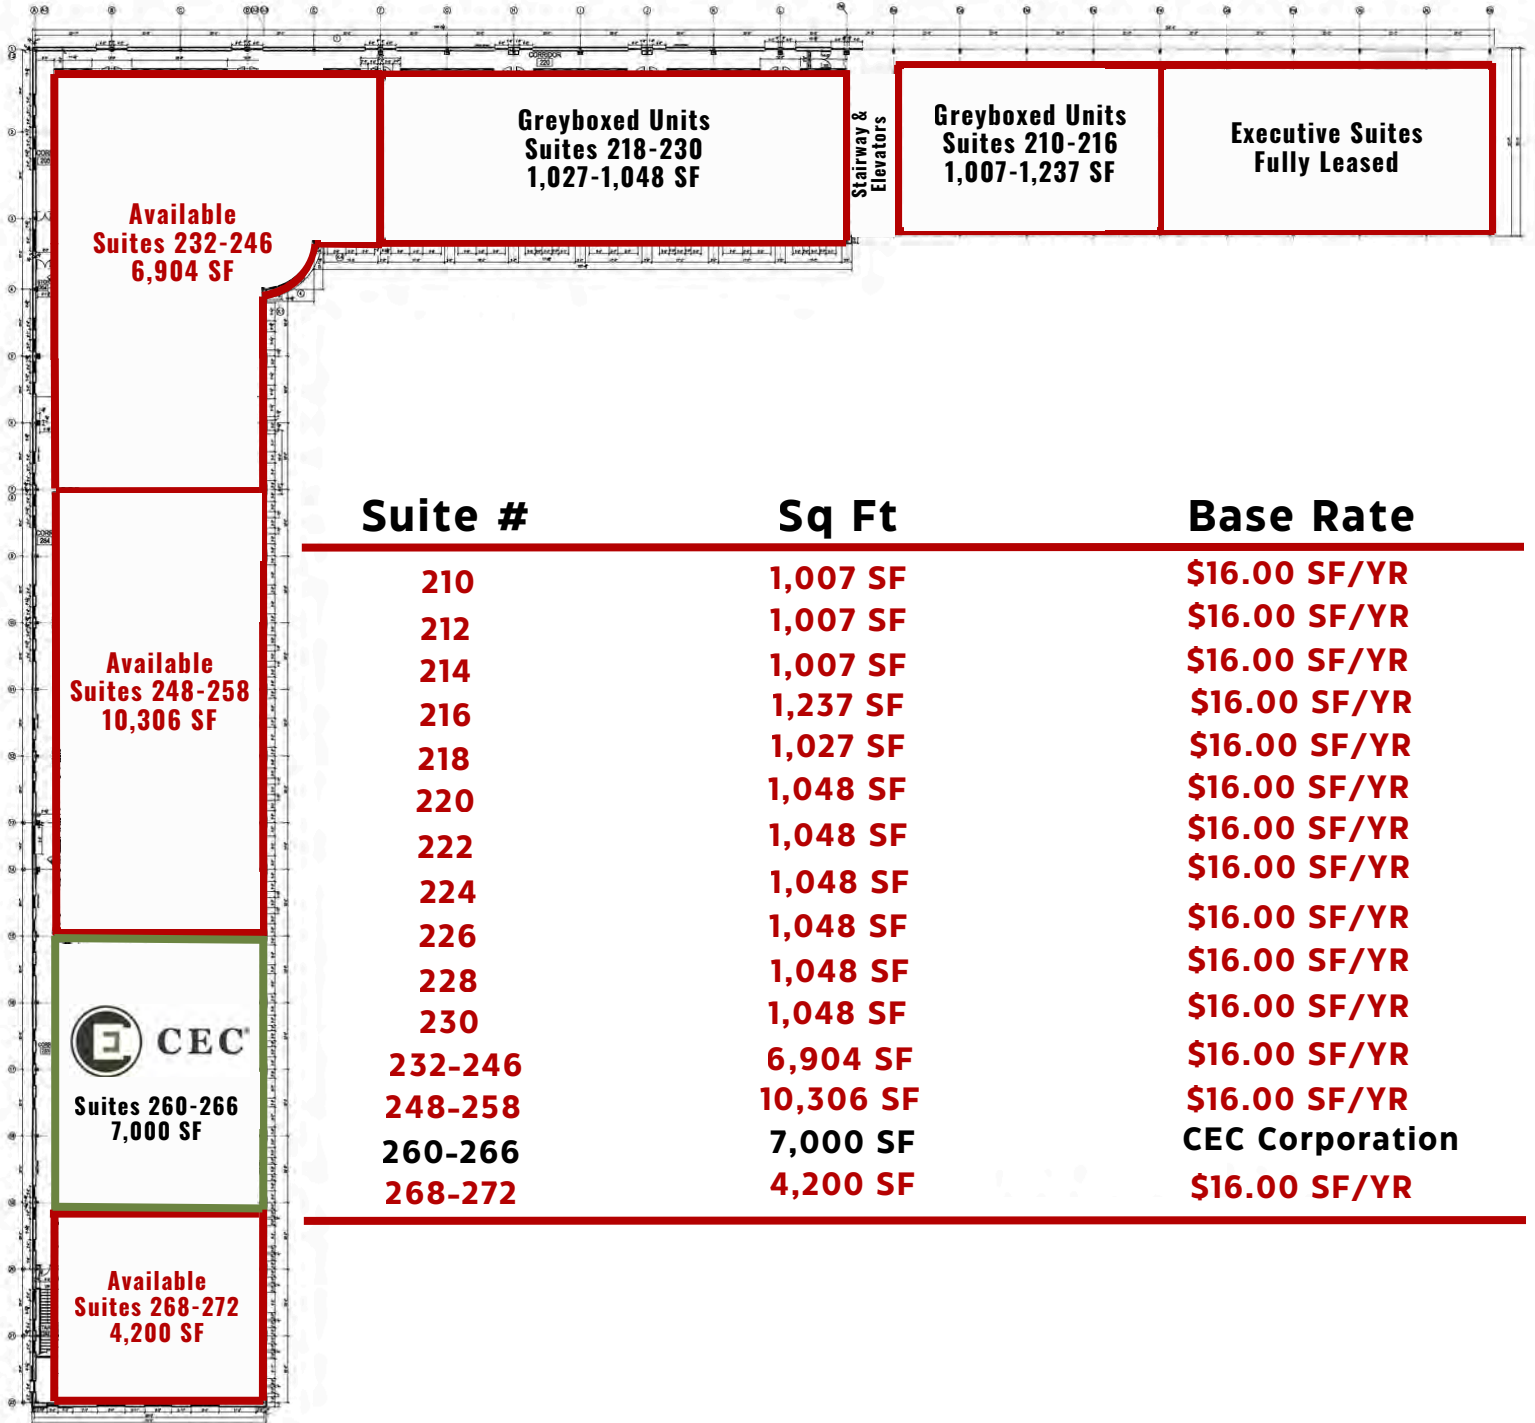 CORRIDOR
220
Greyboxed Units
Suites 218-230
1,027-1,048 SF
Stairway &
Elevators
Greyboxed Units
Suites 210-216
1,007-1,237 SF
Executive Suites
Fully Leased
Available
Suites 232-246
6,904 SF
Available
Suites 248-258
10,306 SF
CEC
Suites 260-266
7,000 SF
Available
Suites 268-272
4,200 SF
Suite # Sq Ft Base Rate
210 1,007 SF $16.00 SF/YR
212 1,007 SF $16.00 SF/YR
214 1,007 SF $16.00 SF/YR
216 1,237 SF $16.00 SF/YR
218 1,027 SF $16.00 SF/YR
220 1,048 SF $16.00 SF/YR
222 1,048 SF $16.00 SF/YR
224 1,048 SF $16.00 SF/YR
226 1,048 SF $16.00 SF/YR
228 1,048 SF $16.00 SF/YR
230 1,048 SF $16.00 SF/YR
232-246 6,904 SF $16.00 SF/YR
248-258 10,306 SF $16.00 SF/YR
260-266 7,000 SF CEC Corporation
268-272 4,200 SF $16.00 SF/YR